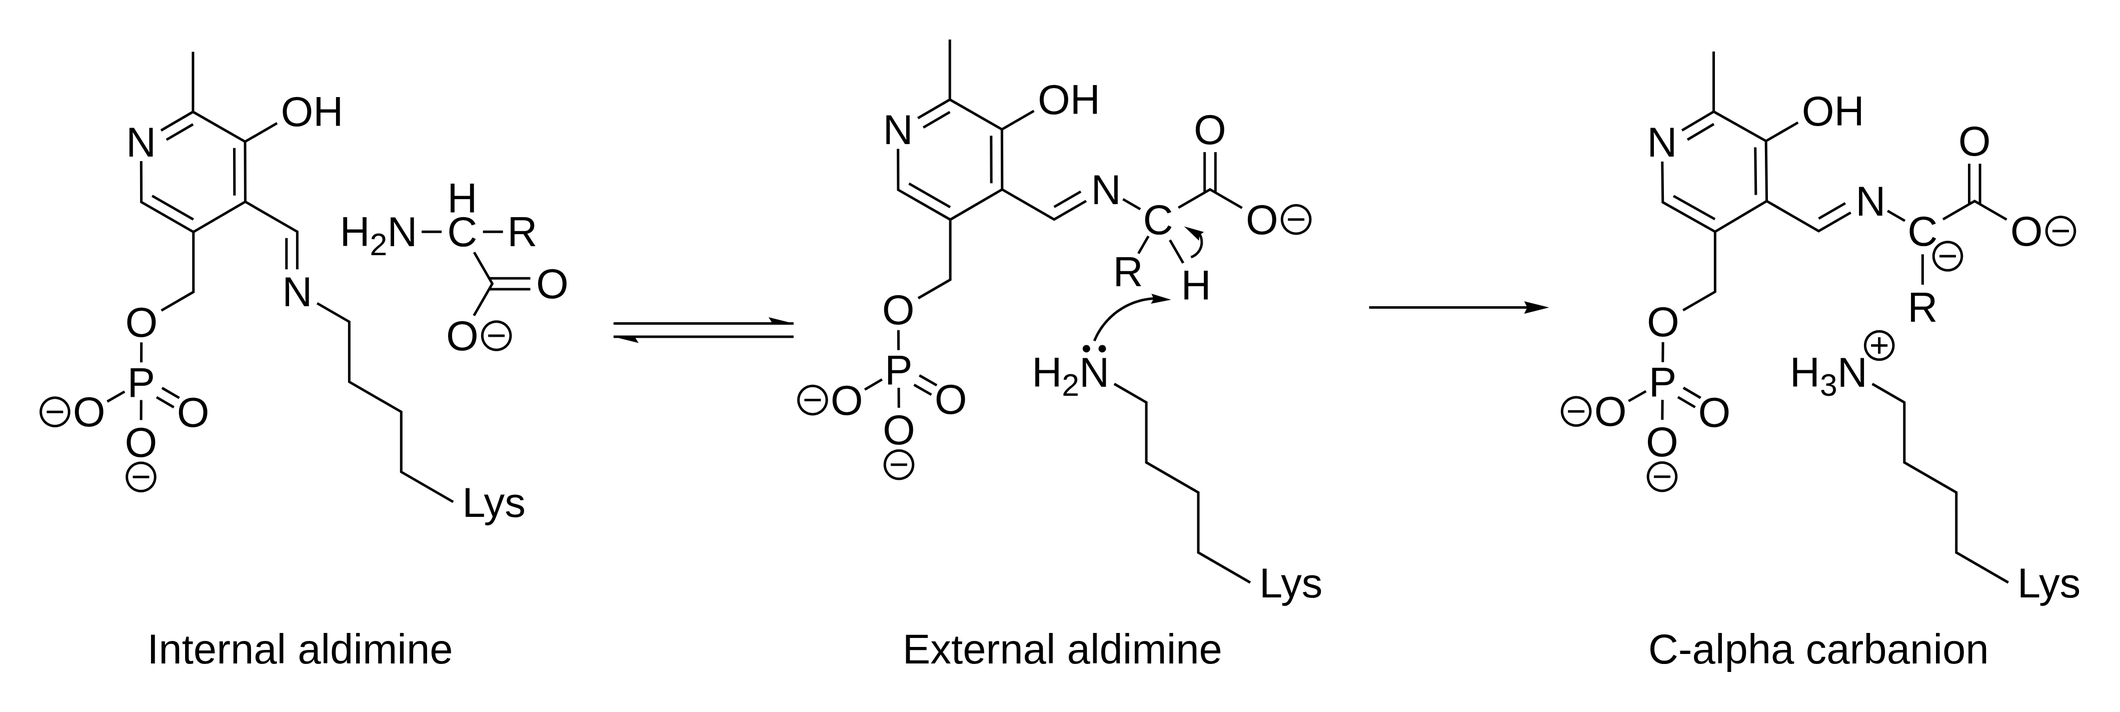 N
OH
N
O
P
⊖O
O
O
⊖
Lys
H₂N
H
C
R
O
O⊖
Internal aldimine
N
OH
N
C
O
O⊖
R
H
O
P
⊖O
O
O
⊖
H₂N
Lys
External aldimine
N
OH
N
C
⊖
O
O⊖
R
O
P
⊖O
O
O
⊖
H₃N
⊕
Lys
C-alpha carbanion